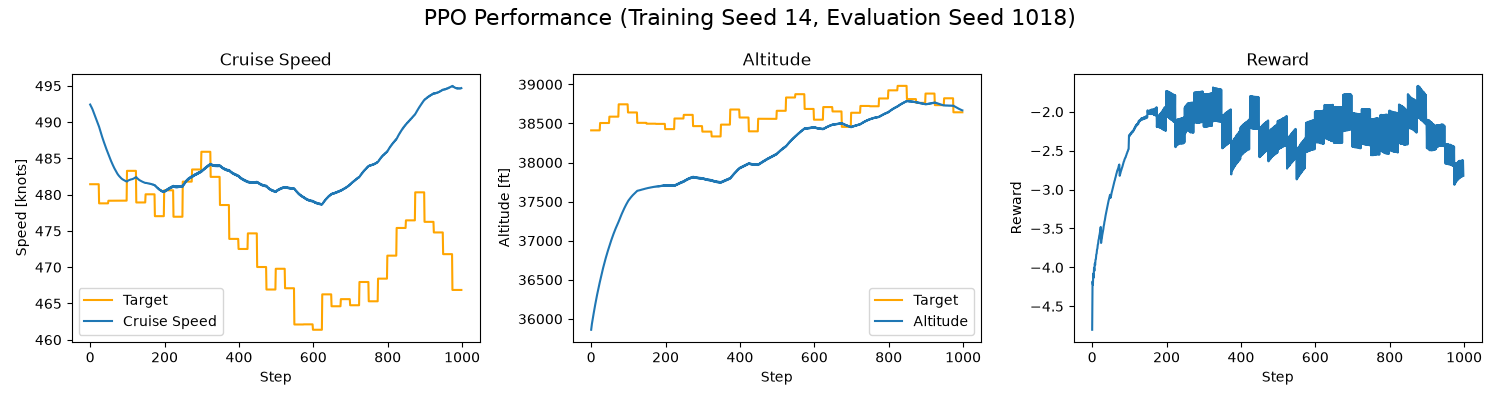 PPO Performance (Training Seed 14, Evaluation Seed 1018)
Cruise Speed
495
490
485
480
475
470
465
460
Speed [knots]
Target
Cruise Speed
0 200 400 600 800 1000
Step
Altitude
39000
38500
38000
37500
37000
36500
36000
Altitude [ft]
Target
Altitude
0 200 400 600 800 1000
Step
Reward
−2.0
−2.5
−3.0
−3.5
−4.0
−4.5
Reward
0 200 400 600 800 1000
Step